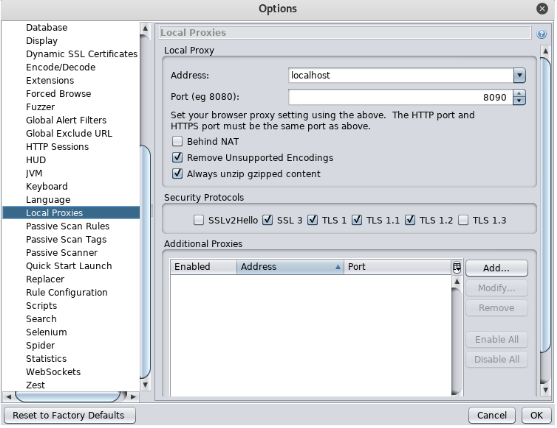 Options
Database
Display
Dynamic SSL Certificates
Encode/Decode
Extensions
Forced Browse
Fuzzer
Global Alert Filters
Global Exclude URL
HTTP Sessions
HUD
JVM
Keyboard
Language
Local Proxies
Passive Scan Rules
Passive Scan Tags
Passive Scanner
Quick Start Launch
Replacer
Rule Configuration
Scripts
Search
Selenium
Spider
Statistics
WebSockets
Zest
Local Proxies
Local Proxy
Address: localhost
Port (eg 8080): 8090
Set your browser proxy setting using the above. The HTTP port and
HTTPS port must be the same port as above.
Behind NAT
Remove Unsupported Encodings
Always unzip gzipped content
Security Protocols
SSLv2Hello SSL 3 TLS 1 TLS 1.1 TLS 1.2 TLS 1.3
Additional Proxies
Enabled Address Port
Add...
Modify...
Remove
Enable All
Disable All
Reset to Factory Defaults Cancel OK